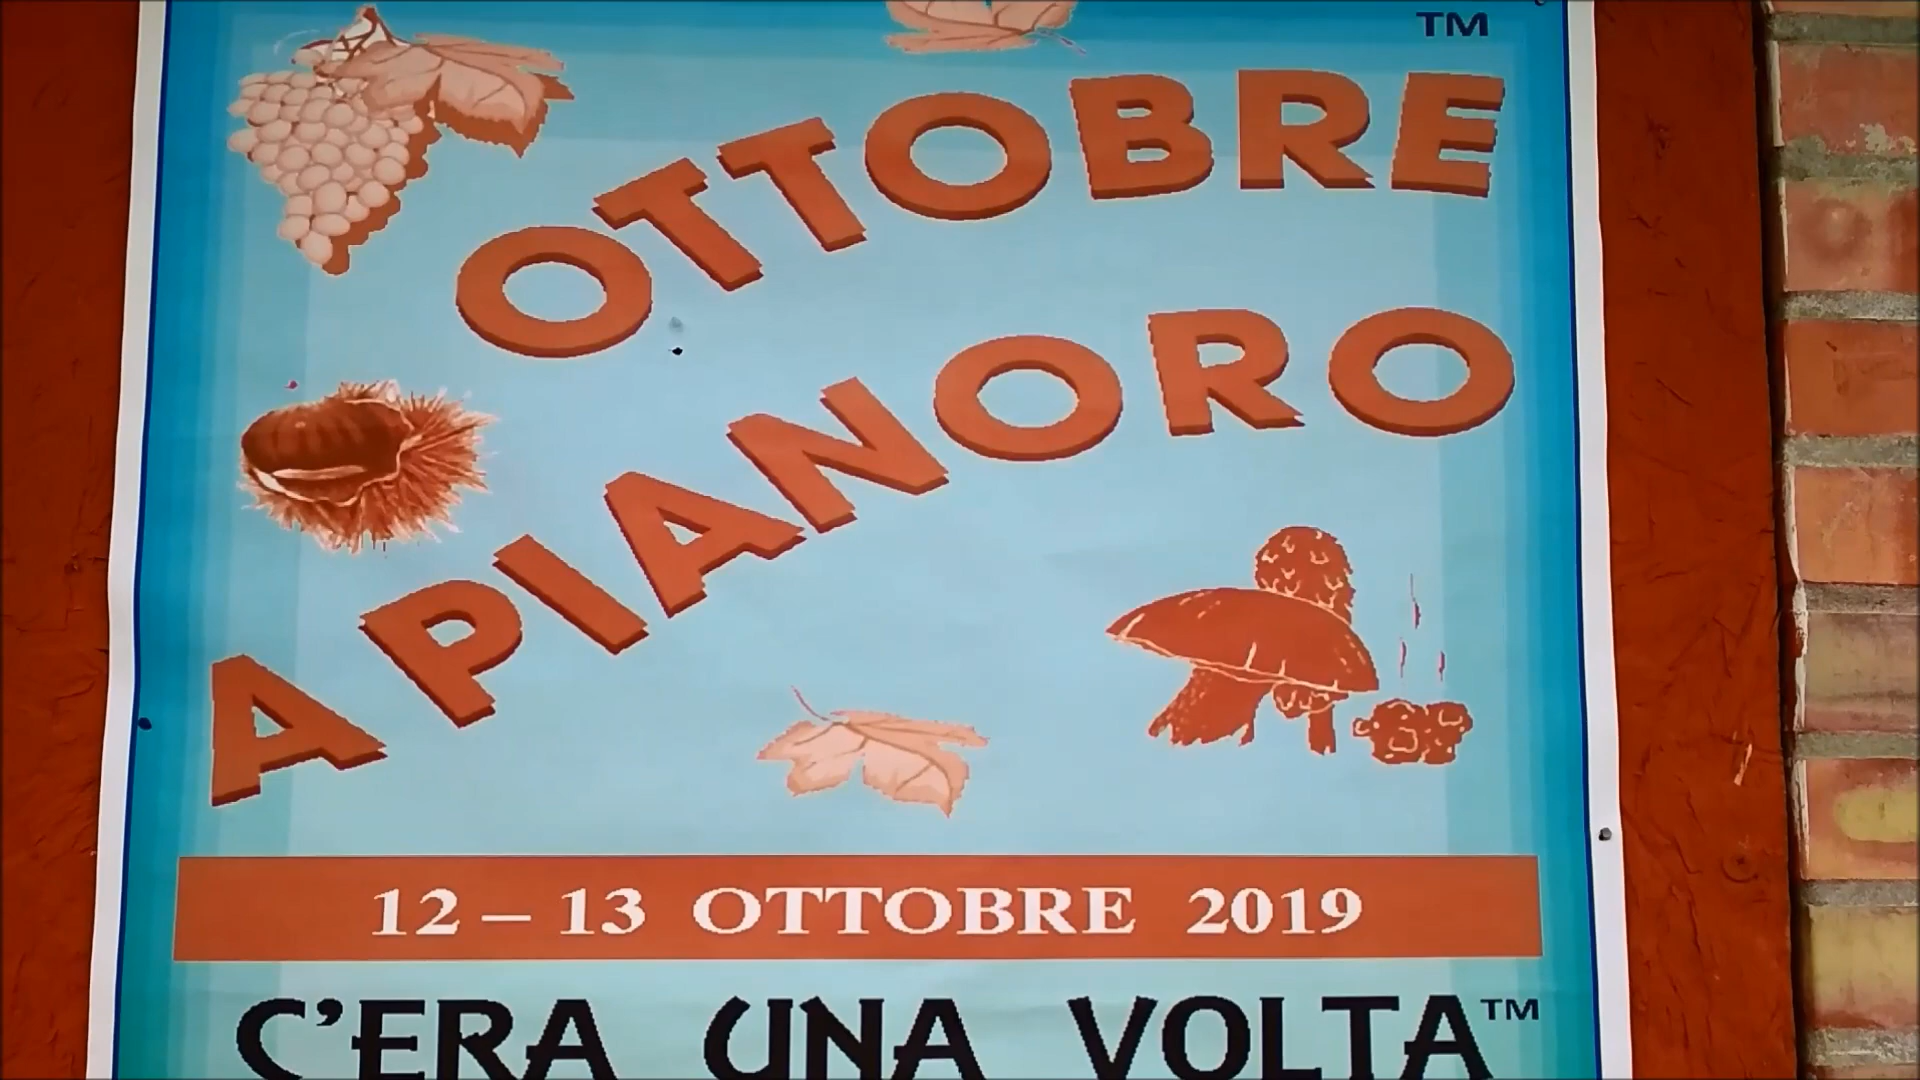 TM
OTTOBRE
A PIANORO
12 – 13 OTTOBRE 2019
C'ERA UNA VOLTA™